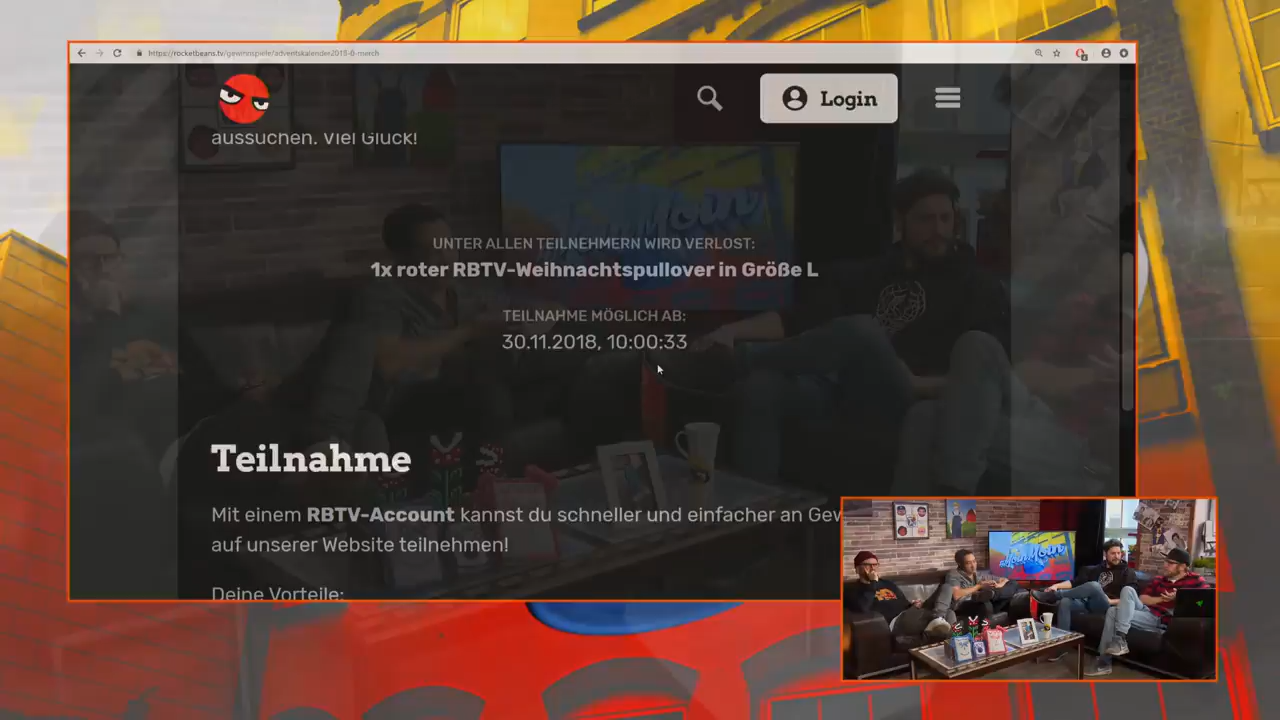 https://rocketbeans.tv/gewinnspiele/adventskalender2018-6-merch
Login
aussuchen. Viel Glück!
UNTER ALLEN TEILNEHMERN WIRD VERLOST:
1x roter RBTV-Weihnachtspullover in Größe L
TEILNAHME MÖGLICH AB:
30.11.2018, 10:00:33
Teilnahme
Mit einem RBTV-Account kannst du schneller und einfacher an Gew
auf unserer Website teilnehmen!
Deine Vorteile:
MoinMoin